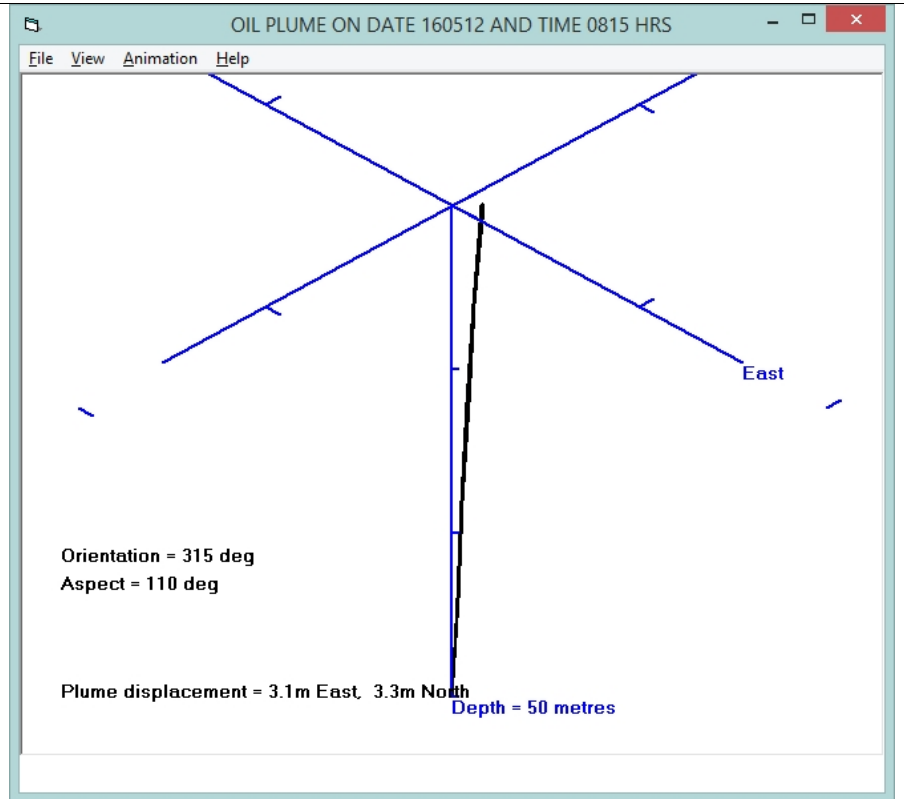 OIL PLUME ON DATE 160512 AND TIME 0815 HRS
File View Animation Help
East
Orientation = 315 deg
Aspect = 110 deg
Plume displacement = 3.1m East,  3.3m North
Depth = 50 metres